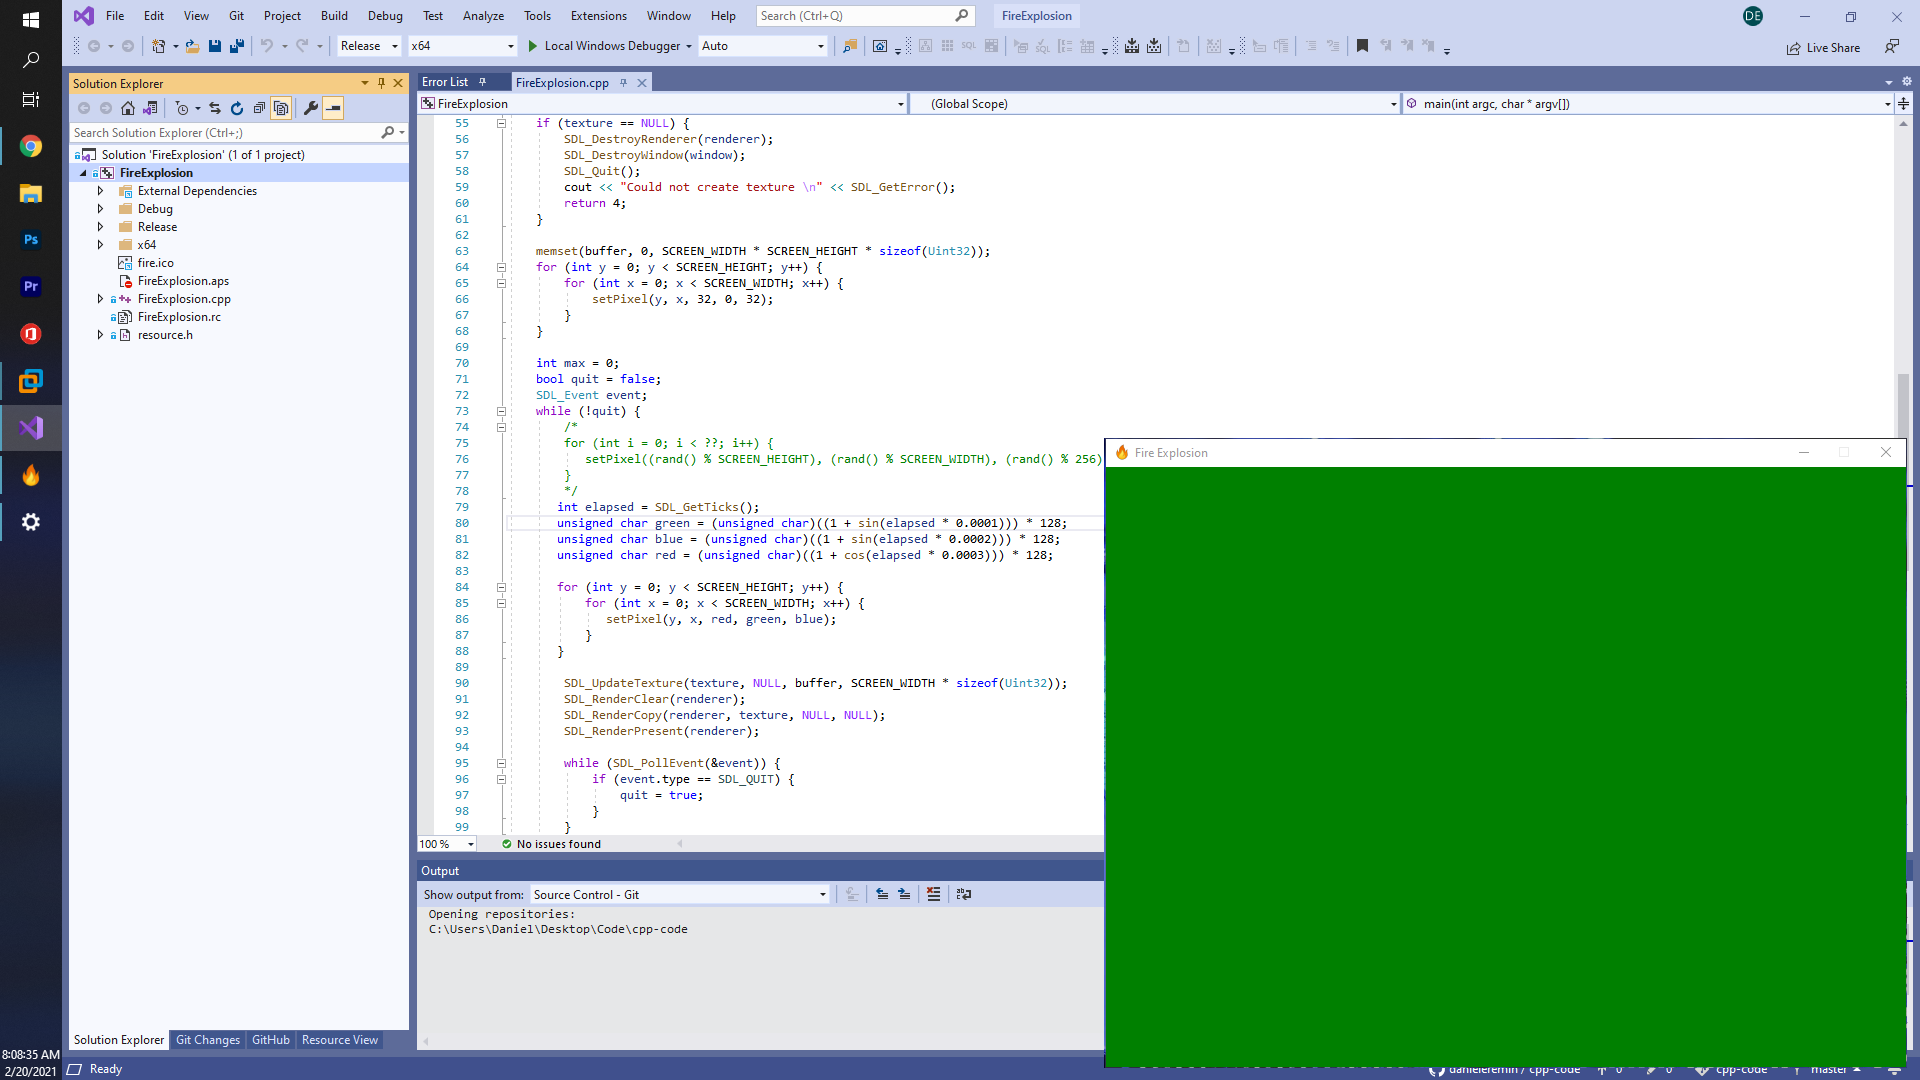 File Edit View Git Project Build Debug Test Analyze Tools Extensions Window Help Search (Ctrl+Q) FireExplosion DE
Release x64 Local Windows Debugger Auto Live Share
Solution Explorer
Search Solution Explorer (Ctrl+;)
Solution 'FireExplosion' (1 of 1 project)
FireExplosion
External Dependencies
Debug
Release
x64
fire.ico
FireExplosion.aps
FireExplosion.cpp
FireExplosion.rc
resource.h
Solution Explorer Git Changes GitHub Resource View
Error List FireExplosion.cpp
FireExplosion (Global Scope) main(int argc, char * argv[])
55 if (texture == NULL) {
56 SDL_DestroyRenderer(renderer);
57 SDL_DestroyWindow(window);
58 SDL_Quit();
59 cout << "Could not create texture \n" << SDL_GetError();
60 return 4;
61 }
62
63 memset(buffer, 0, SCREEN_WIDTH * SCREEN_HEIGHT * sizeof(Uint32));
64 for (int y = 0; y < SCREEN_HEIGHT; y++) {
65 for (int x = 0; x < SCREEN_WIDTH; x++) {
66 setPixel(y, x, 32, 0, 32);
67 }
68 }
69
70 int max = 0;
71 bool quit = false;
72 SDL_Event event;
73 while (!quit) {
74 /*
75 for (int i = 0; i < ??; i++) {
76 setPixel((rand() % SCREEN_HEIGHT), (rand() % SCREEN_WIDTH), (rand() % 256)
77 }
78 */
79 int elapsed = SDL_GetTicks();
80 unsigned char green = (unsigned char)((1 + sin(elapsed * 0.0001))) * 128;
81 unsigned char blue = (unsigned char)((1 + sin(elapsed * 0.0002))) * 128;
82 unsigned char red = (unsigned char)((1 + cos(elapsed * 0.0003))) * 128;
83
84 for (int y = 0; y < SCREEN_HEIGHT; y++) {
85 for (int x = 0; x < SCREEN_WIDTH; x++) {
86 setPixel(y, x, red, green, blue);
87 }
88 }
89
90 SDL_UpdateTexture(texture, NULL, buffer, SCREEN_WIDTH * sizeof(Uint32));
91 SDL_RenderClear(renderer);
92 SDL_RenderCopy(renderer, texture, NULL, NULL);
93 SDL_RenderPresent(renderer);
94
95 while (SDL_PollEvent(&event)) {
96 if (event.type == SDL_QUIT) {
97 quit = true;
98 }
99 }
100 % No issues found
Output
Show output from: Source Control - Git
Opening repositories:
C:\Users\Daniel\Desktop\Code\cpp-code
Fire Explosion
Ps
Pr
8:08:35 AM
2/20/2021
Ready danieleremin / cpp-code 0 0 cpp-code master